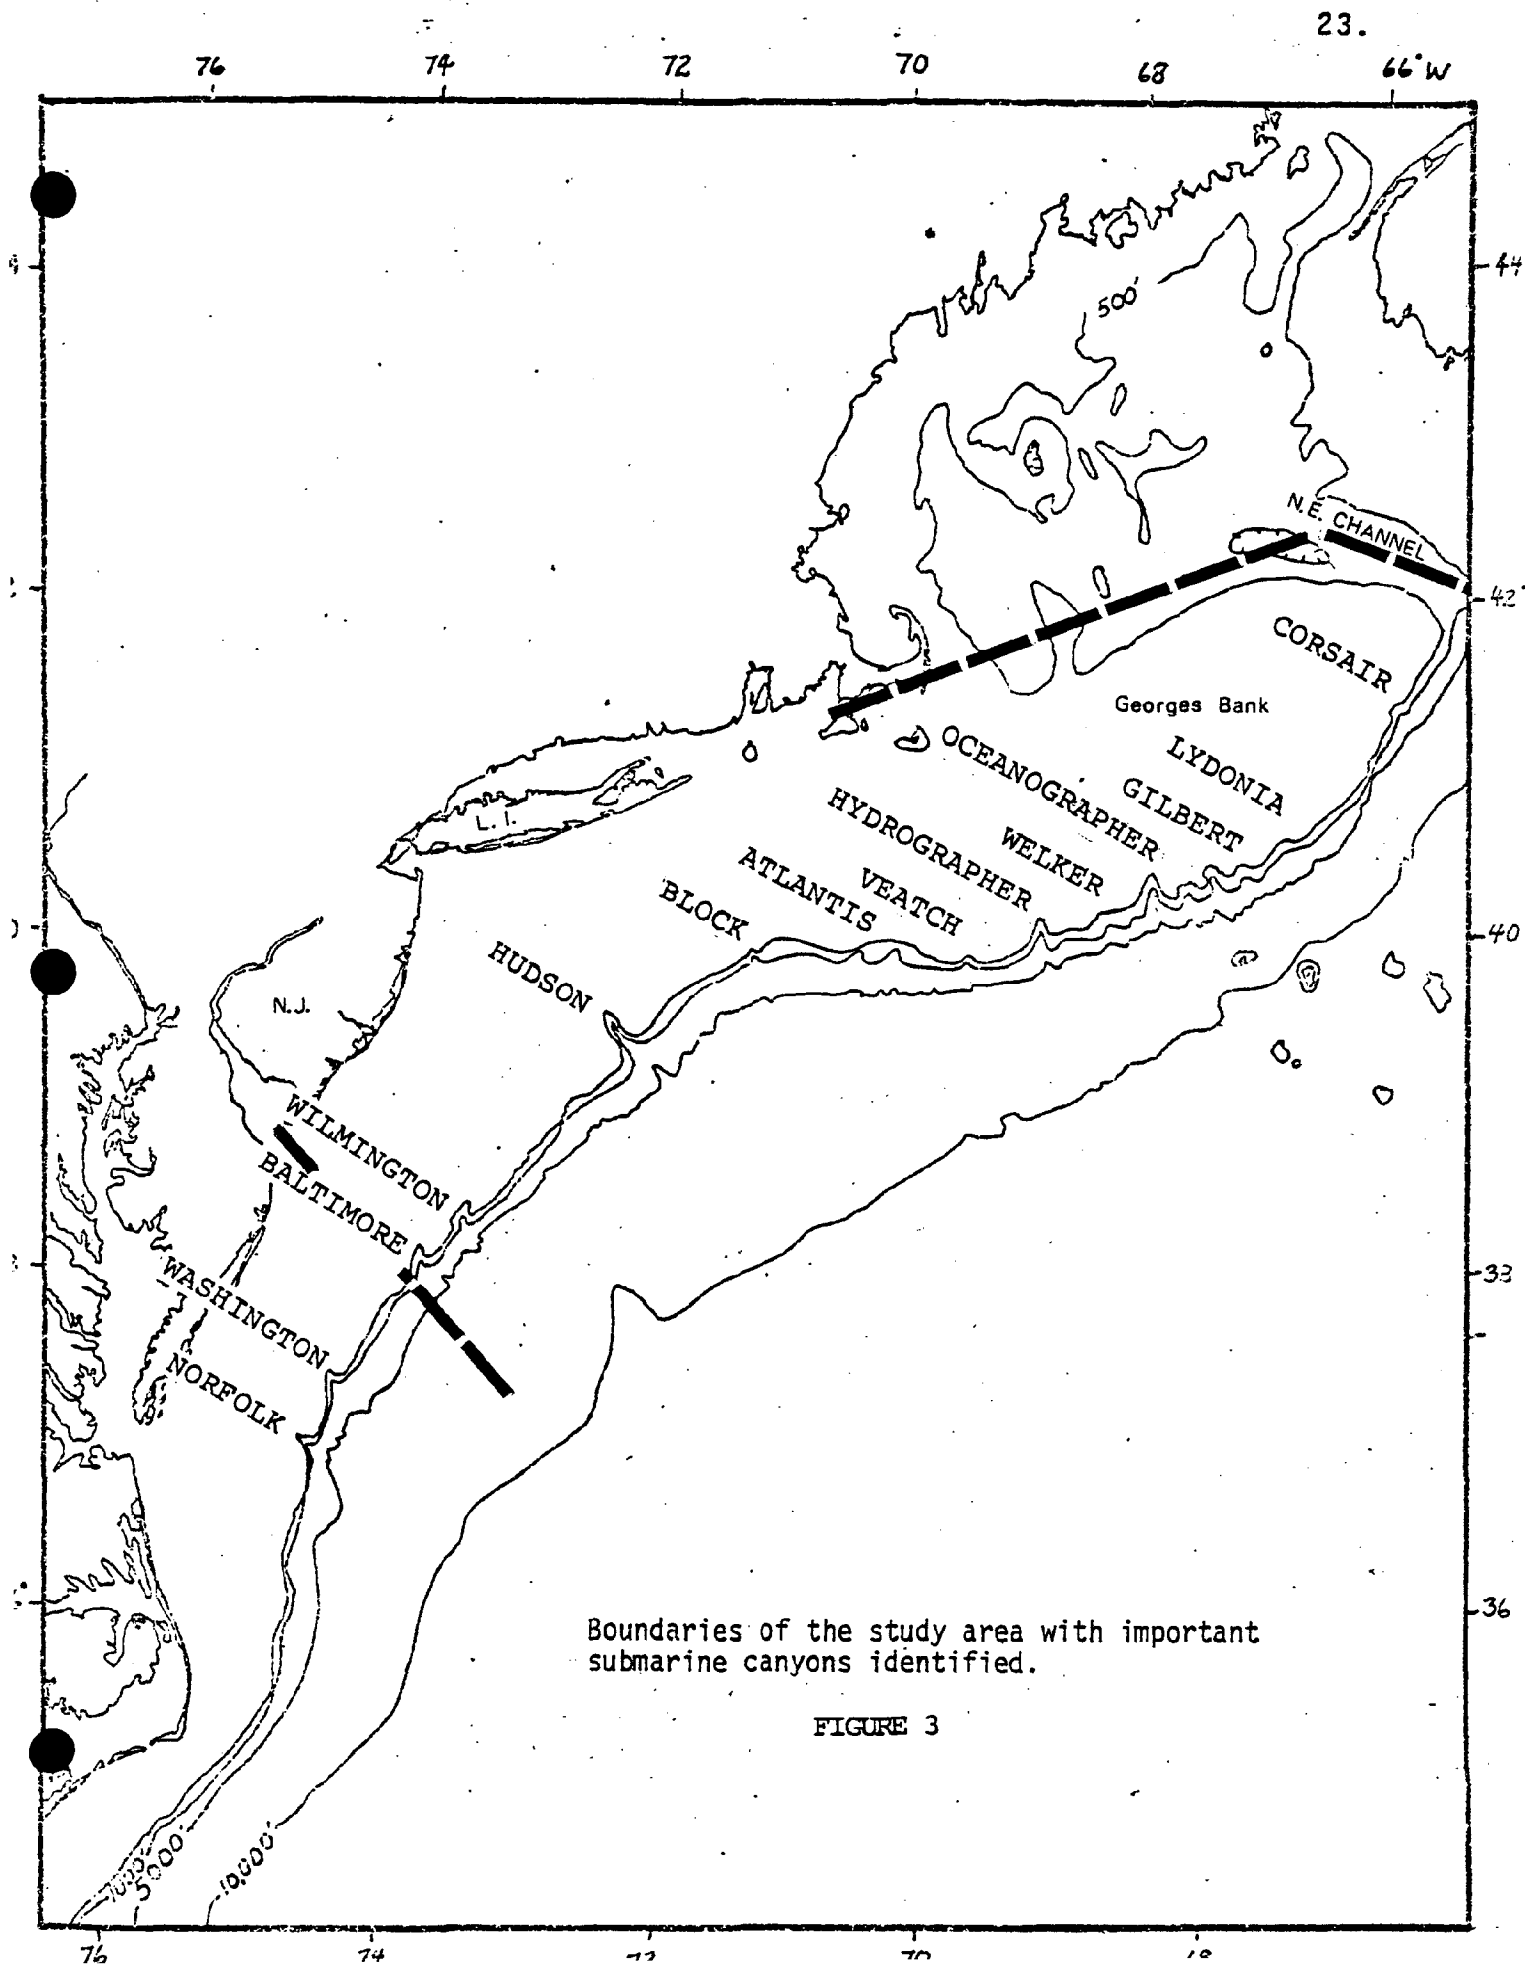 23.
76 74 72 70 68 66°W
44
500'
N.E. CHANNEL
42°
CORSAIR
Georges Bank
LYDONIA
OCEANOGRAPHER
GILBERT
HYDROGRAPHER
WELKER
L. I.
ATLANTIS
VEATCH
BLOCK
40
HUDSON
N.J.
WILMINGTON
BALTIMORE
38
WASHINGTON
NORFOLK
36
Boundaries of the study area with important
submarine canyons identified.
FIGURE 3
5000'
10,000'
76 74